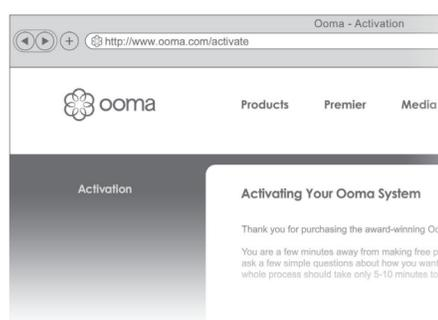 Ooma - Activation
http://www.ooma.com/activate
ooma
Products Premier Media
Activation
Activating Your Ooma System
Thank you for purchasing the award-winning
You are a few minutes away from making free
ask a few simple questions about how you want
whole process should take only 5-10 minutes to